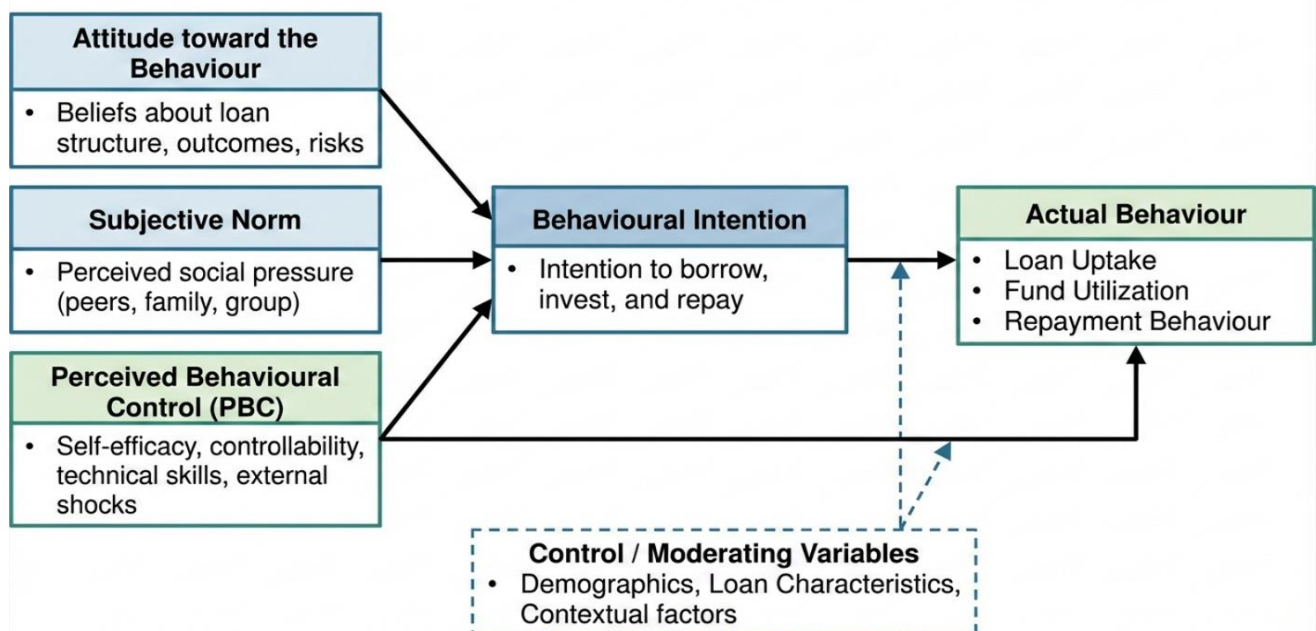 Attitude toward the
Behaviour
• Beliefs about loan
structure, outcomes, risks
Subjective Norm
• Perceived social pressure
(peers, family, group)
Perceived Behavioural
Control (PBC)
• Self-efficacy, controllability,
technical skills, external
shocks
Behavioural Intention
• Intention to borrow,
invest, and repay
Actual Behaviour
• Loan Uptake
• Fund Utilization
• Repayment Behaviour
Control / Moderating Variables
• Demographics, Loan Characteristics,
Contextual factors